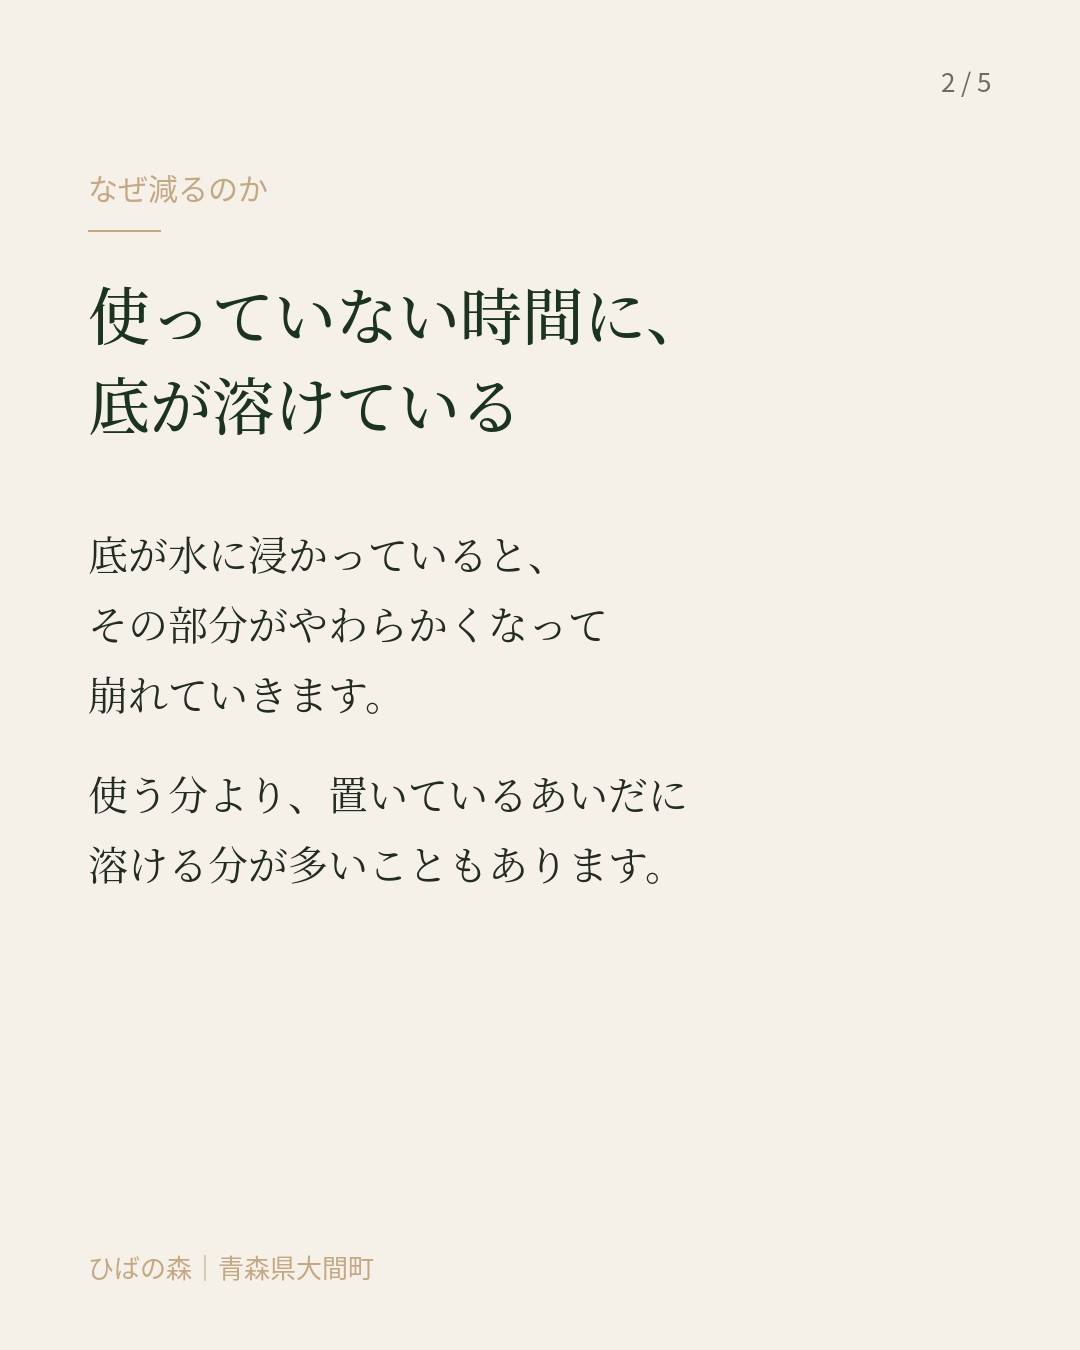 2 / 5
なぜ減るのか
使っていない時間に、
底が溶けている
底が水に浸かっていると、
その部分がやわらかくなって
崩れていきます。
使う分より、置いているあいだに
溶ける分が多いこともあります。
ひばの森｜青森県大間町